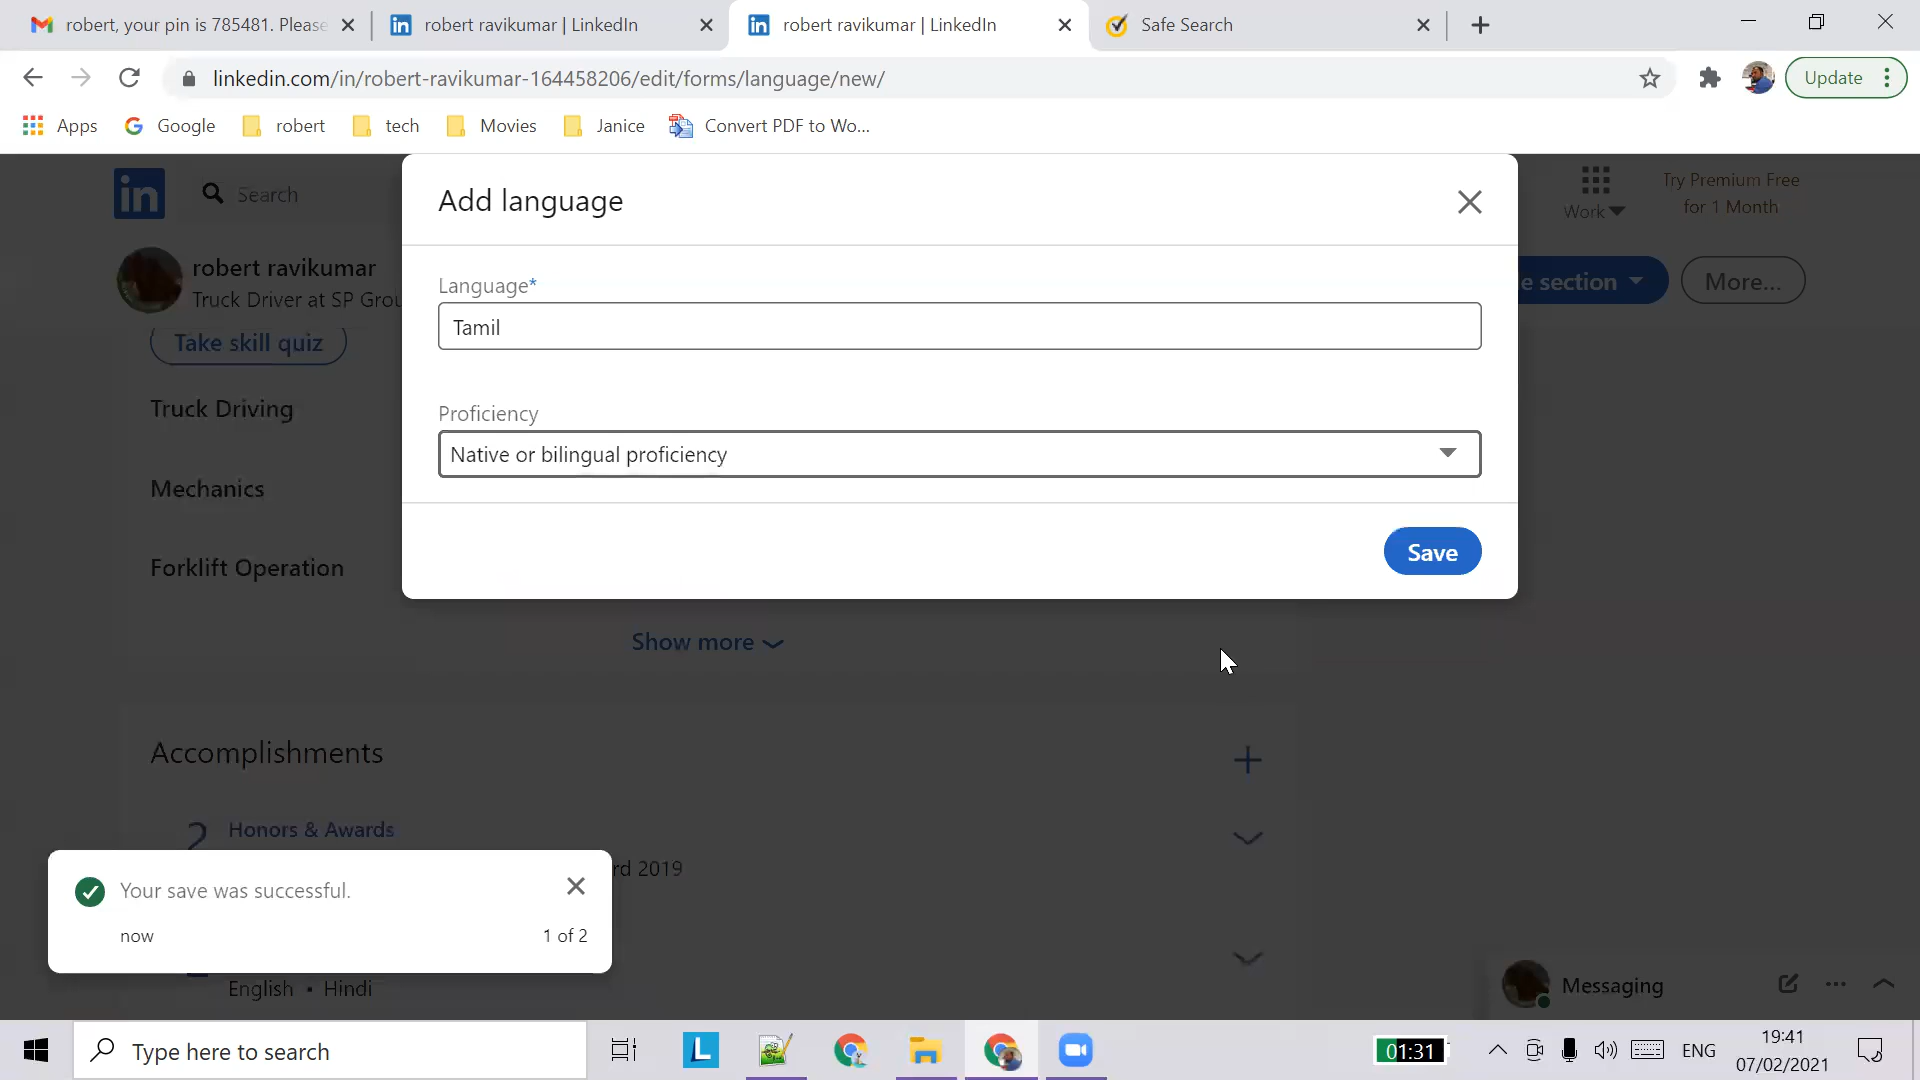 robert, your pin is 785481. Please
robert ravikumar | LinkedIn
robert ravikumar | LinkedIn
Safe Search
linkedin.com/in/robert-ravikumar-164458206/edit/forms/language/new/
Update
Apps
Google
robert
tech
Movies
Janice
Convert PDF to Wo...
in
Search
Add language
Work
Try Premium Free
for 1 Month
robert ravikumar
Truck Driver at SP Grou
Language*
Tamil
e section
More...
Take skill quiz
Truck Driving
Proficiency
Native or bilingual proficiency
Mechanics
Save
Forklift Operation
Show more
Accomplishments
2
Honors & Awards
rd 2019
Your save was successful.
now
1 of 2
English • Hindi
Messaging
Type here to search
L
01:31
ENG
19:41
07/02/2021